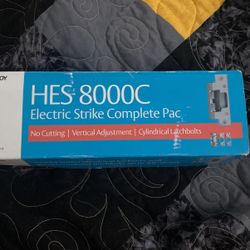 HES 8000C
Electric Strike Complete Pac
No Cutting | Vertical Adjustment | Cylindrical Latchbolts